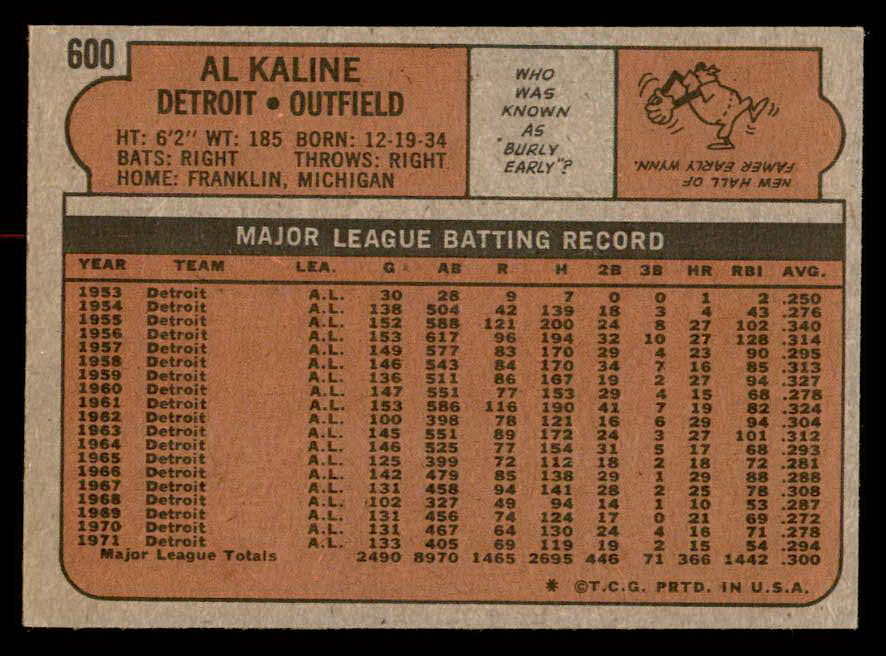 600
AL KALINE
DETROIT • OUTFIELD
HT: 6'2" WT: 185 BORN: 12-19-34
BATS: RIGHT THROWS: RIGHT
HOME: FRANKLIN, MICHIGAN
WHO
WAS
KNOWN
AS
"BURLY
EARLY"?
NEW HALL OF
FAMER EARLY WYNN.
MAJOR LEAGUE BATTING RECORD
YEAR TEAM LEA. G AB R H 2B 3B HR RBI AVG.
1953 Detroit A.L. 30 28 9 7 0 0 1 2 .250
1954 Detroit A.L. 138 504 42 139 18 3 4 43 .276
1955 Detroit A.L. 152 588 121 200 24 8 27 102 .340
1956 Detroit A.L. 153 617 96 194 32 10 27 128 .314
1957 Detroit A.L. 149 577 83 170 29 4 23 90 .295
1958 Detroit A.L. 146 543 84 170 34 7 16 85 .313
1959 Detroit A.L. 136 511 86 167 19 2 27 94 .327
1960 Detroit A.L. 147 551 77 153 29 4 15 68 .278
1961 Detroit A.L. 153 586 116 190 41 7 19 82 .324
1962 Detroit A.L. 100 398 78 121 16 6 29 94 .304
1963 Detroit A.L. 145 551 89 172 24 3 27 101 .312
1964 Detroit A.L. 146 525 77 154 31 5 17 68 .293
1965 Detroit A.L. 125 399 72 112 18 2 18 72 .281
1966 Detroit A.L. 142 479 85 138 29 1 29 88 .288
1967 Detroit A.L. 131 458 94 141 28 2 25 78 .308
1968 Detroit A.L. 102 327 49 94 14 1 10 53 .287
1969 Detroit A.L. 131 456 74 124 17 0 21 69 .272
1970 Detroit A.L. 131 467 64 130 24 4 16 71 .278
1971 Detroit A.L. 133 405 69 119 19 2 15 54 .294
Major League Totals 2490 8970 1465 2695 446 71 366 1442 .300
* ©T.C.G. PRTD. IN U.S.A.